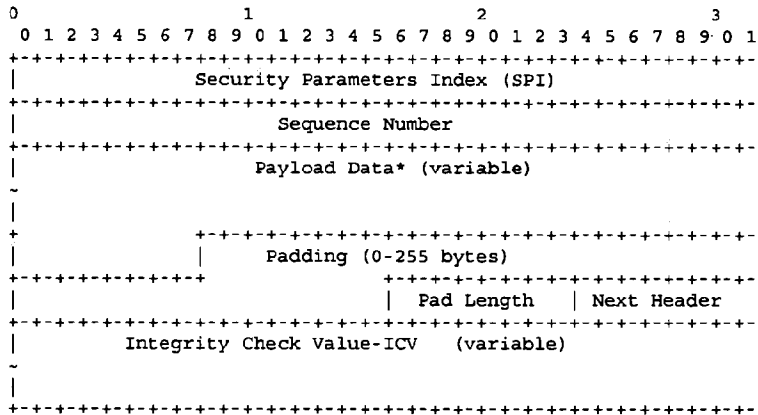 0                   1                   2                   3
 0 1 2 3 4 5 6 7 8 9 0 1 2 3 4 5 6 7 8 9 0 1 2 3 4 5 6 7 8 9 0 1
+-+-+-+-+-+-+-+-+-+-+-+-+-+-+-+-+-+-+-+-+-+-+-+-+-+-+-+-+-+-+-+-
|               Security Parameters Index (SPI)
+-+-+-+-+-+-+-+-+-+-+-+-+-+-+-+-+-+-+-+-+-+-+-+-+-+-+-+-+-+-+-+-
|                      Sequence Number
+-+-+-+-+-+-+-+-+-+-+-+-+-+-+-+-+-+-+-+-+-+-+-+-+-+-+-+-+-+-+-+-
|                    Payload Data* (variable)
~
|
+               +-+-+-+-+-+-+-+-+-+-+-+-+-+-+-+-+-+-+-+-+-+-+-+-
|               |     Padding (0-255 bytes)
+-+-+-+-+-+-+-+-+               +-+-+-+-+-+-+-+-+-+-+-+-+-+-+-+-
|                               |  Pad Length   | Next Header
+-+-+-+-+-+-+-+-+-+-+-+-+-+-+-+-+-+-+-+-+-+-+-+-+-+-+-+-+-+-+-+-
|         Integrity Check Value-ICV   (variable)
~
|
+-+-+-+-+-+-+-+-+-+-+-+-+-+-+-+-+-+-+-+-+-+-+-+-+-+-+-+-+-+-+-+-